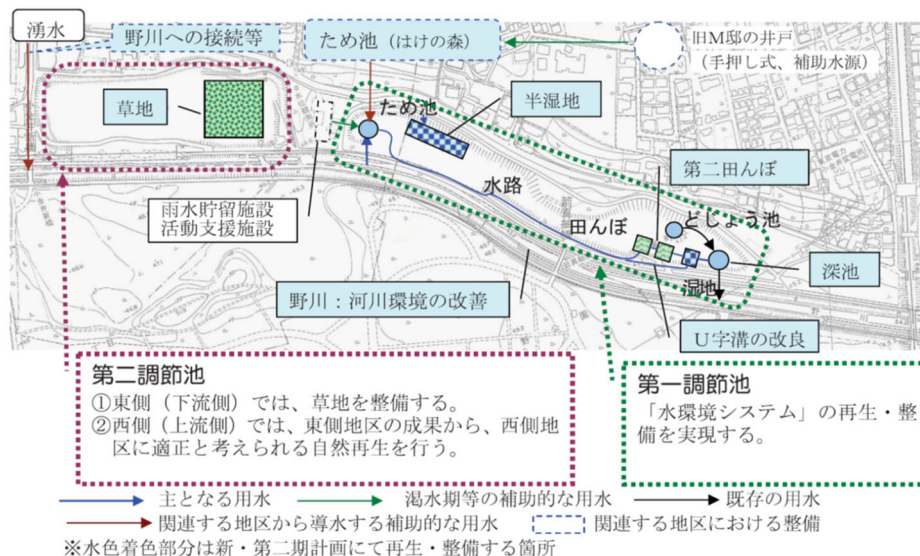 湧水
野川への接続等
ため池（はけの森）
旧M邸の井戸
（手押し式、補助水源）
草地
ため池
半湿地
第二田んぼ
雨水貯留施設
活動支援施設
水路
田んぼ
どじょう池
深池
湿地
野川：河川環境の改善
U字溝の改良
第二調節池
①東側（下流側）では、草地を整備する。
②西側（上流側）では、東側地区の成果から、西側地
区に適正と考えられる自然再生を行う。
第一調節池
「水環境システム」の再生・整
備を実現する。
主となる用水
渇水期等の補助的な用水
既存の用水
関連する地区から導水する補助的な用水
関連する地区における整備
※水色着色部分は新・第二期計画にて再生・整備する箇所